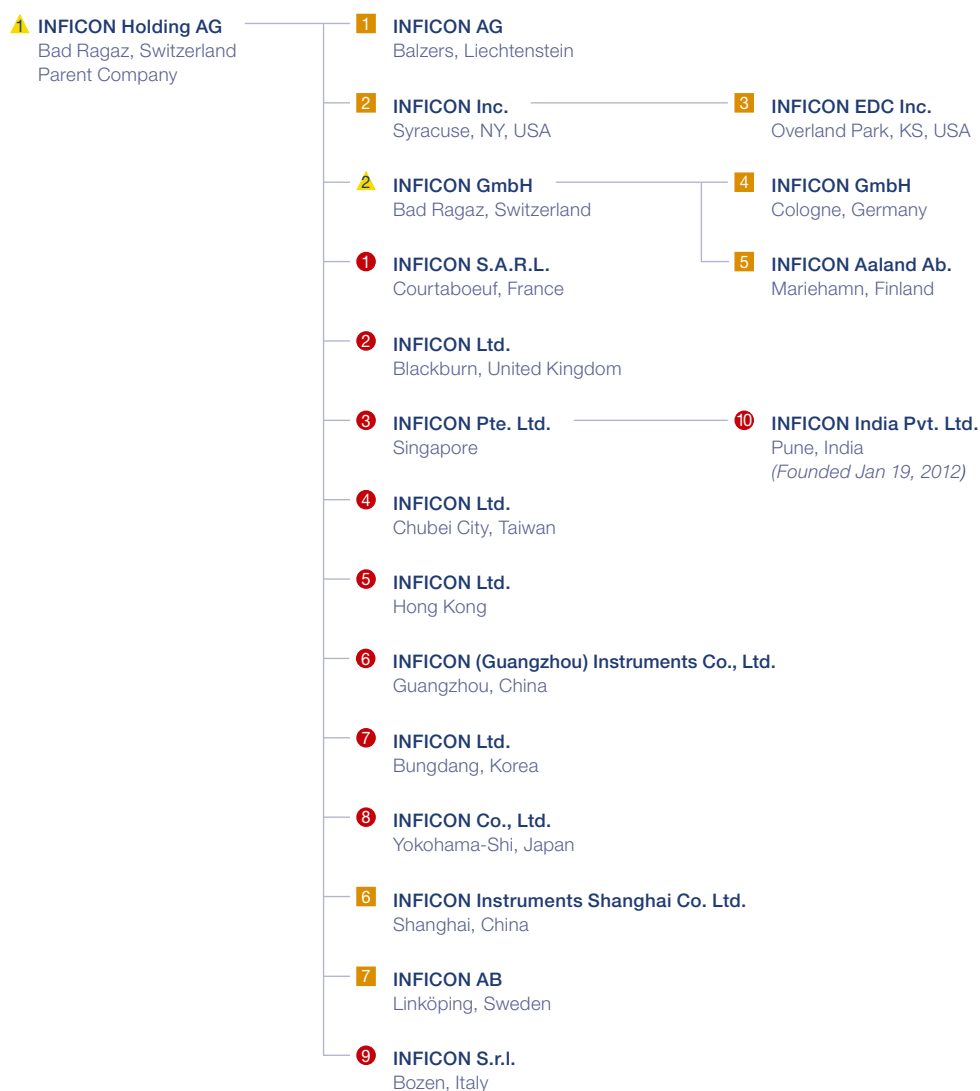 1 INFICON Holding AG
Bad Ragaz, Switzerland
Parent Company
1 INFICON AG
Balzers, Liechtenstein
2 INFICON Inc.
Syracuse, NY, USA
3 INFICON EDC Inc.
Overland Park, KS, USA
2 INFICON GmbH
Bad Ragaz, Switzerland
4 INFICON GmbH
Cologne, Germany
1 INFICON S.A.R.L.
Courtaboeuf, France
5 INFICON Aaland Ab.
Mariehamn, Finland
2 INFICON Ltd.
Blackburn, United Kingdom
3 INFICON Pte. Ltd.
Singapore
10 INFICON India Pvt. Ltd.
Pune, India
(Founded Jan 19, 2012)
4 INFICON Ltd.
Chubei City, Taiwan
5 INFICON Ltd.
Hong Kong
6 INFICON (Guangzhou) Instruments Co., Ltd.
Guangzhou, China
7 INFICON Ltd.
Bungdang, Korea
8 INFICON Co., Ltd.
Yokohama-Shi, Japan
6 INFICON Instruments Shanghai Co. Ltd.
Shanghai, China
7 INFICON AB
Linköping, Sweden
9 INFICON S.r.l.
Bozen, Italy